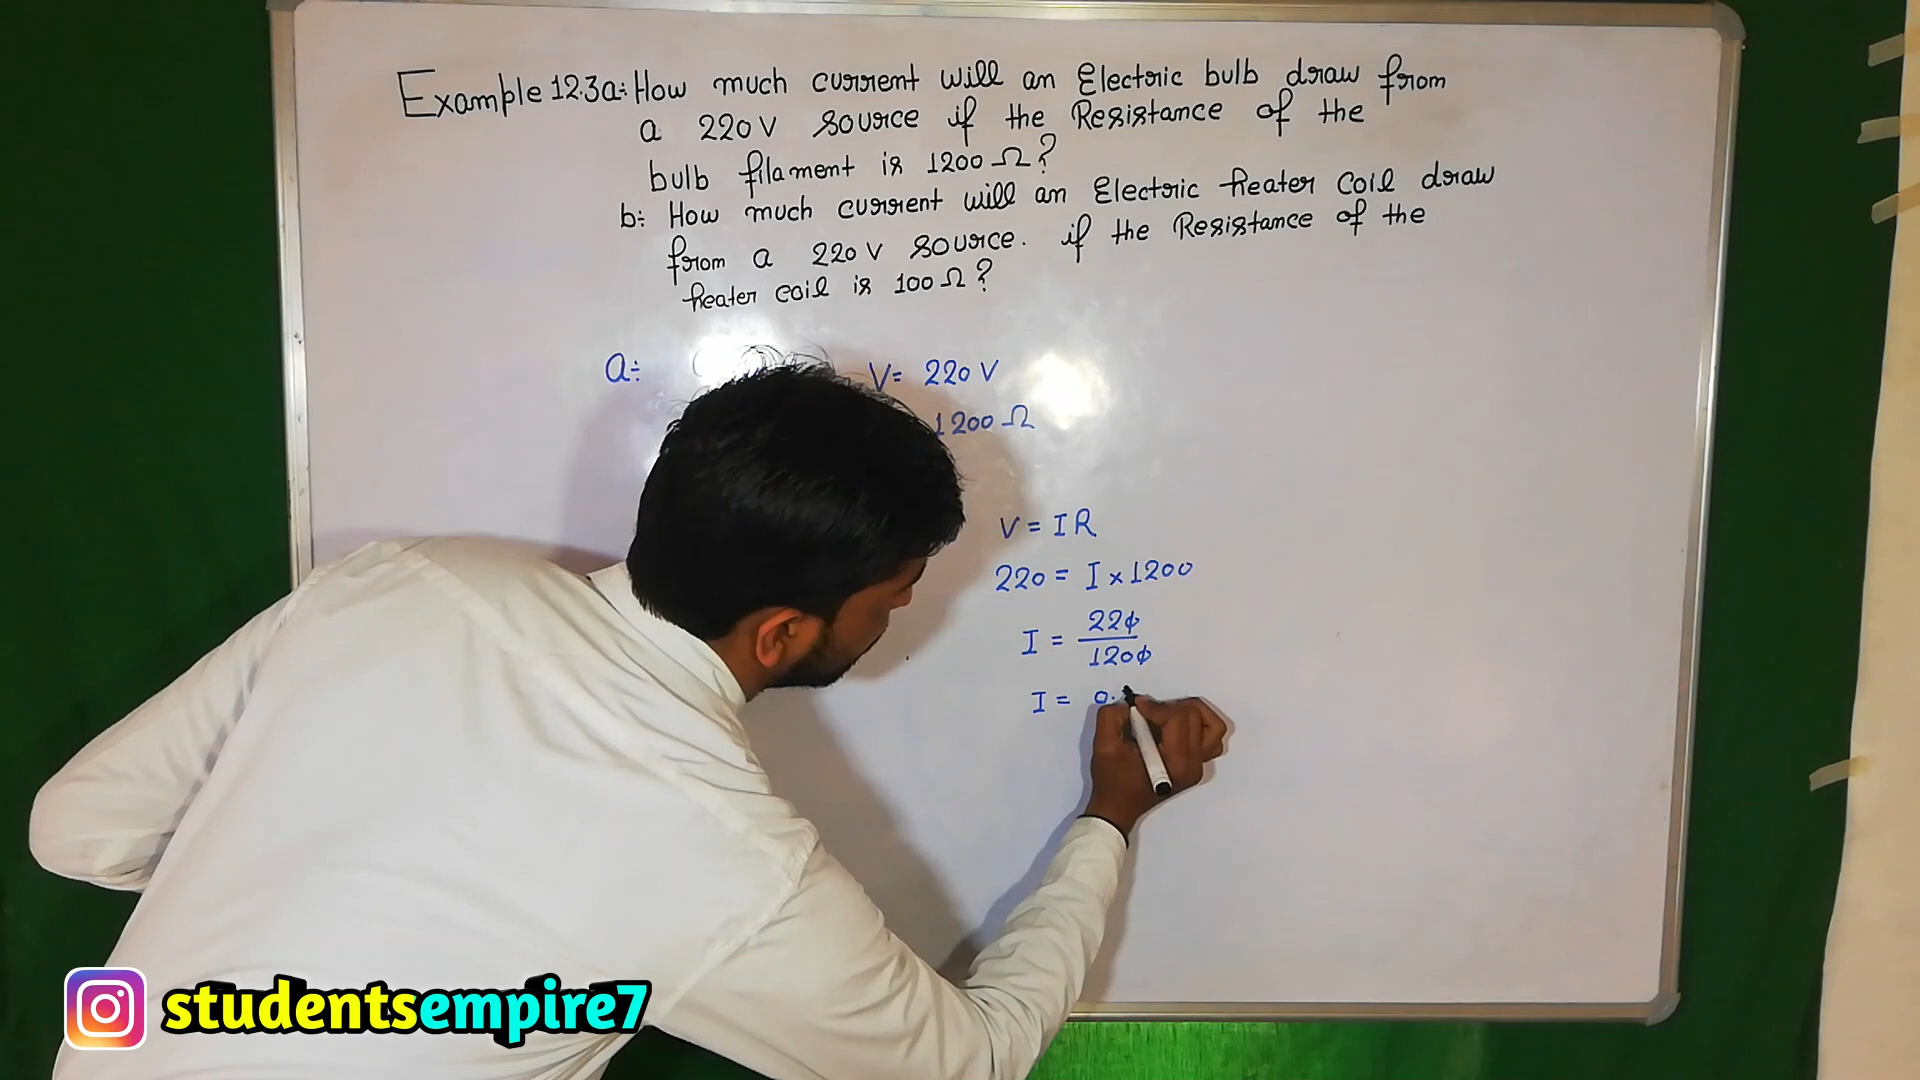 Example 12.3a:- How much current will an Electric bulb draw from
a 220 V source if the Resistance of the
bulb filament is 1200 Ω?
b:- How much current will an Electric heater coil draw
from a 220 V source. if the Resistance of the
heater coil is 100 Ω?
a:-
V= 220 V
1200 Ω
V = I R
220 = I × 1200
I = 220
1200
I = 0.
studentsempire7